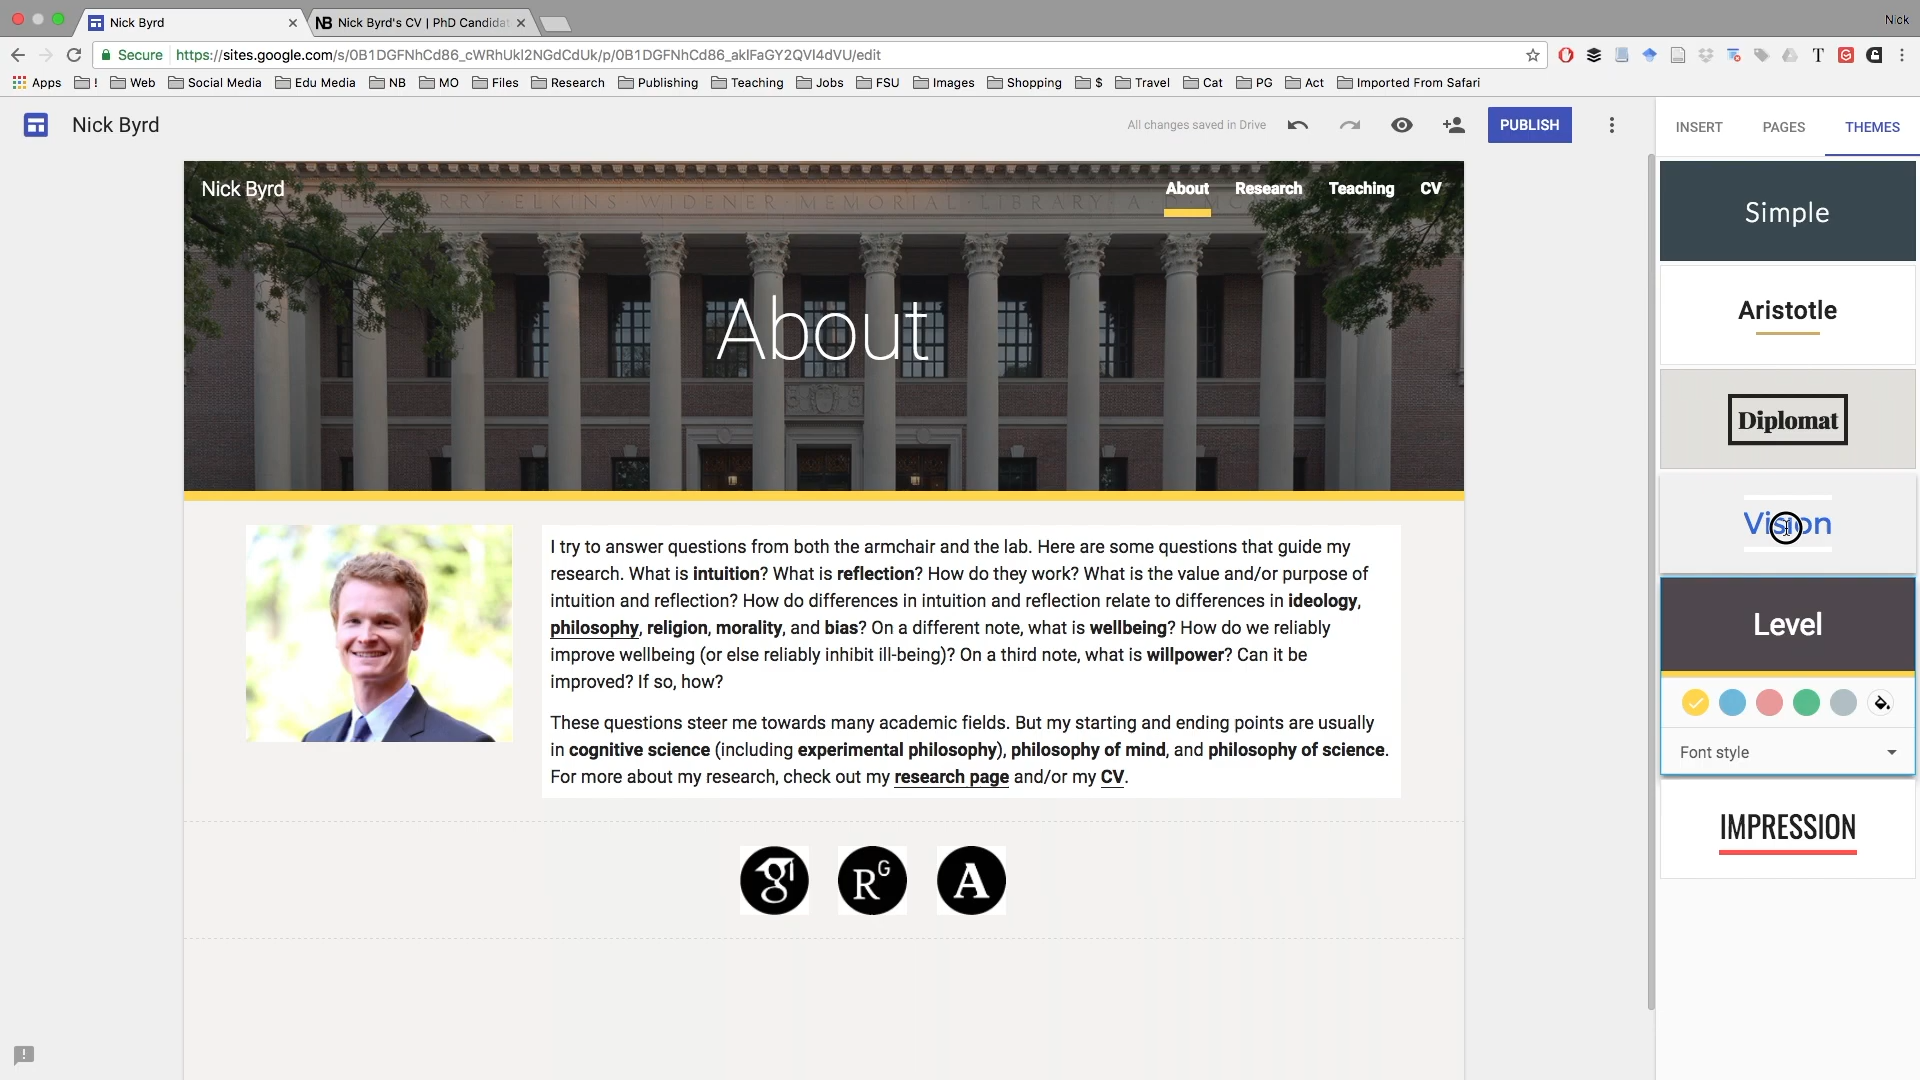 Nick Byrd
Nick Byrd's CV | PhD Candidat
Nick
Secure
https://sites.google.com/s/0B1DGFNhCd86_cWRhUkI2NGdCdUk/p/0B1DGFNhCd86_aklFaGY2QVI4dVU/edit
Apps
!
Web
Social Media
Edu Media
NB
MO
Files
Research
Publishing
Teaching
Jobs
FSU
Images
Shopping
$
Travel
Cat
PG
Act
Imported From Safari
Nick Byrd
All changes saved in Drive
PUBLISH
INSERT
PAGES
THEMES
Nick Byrd
About
Research
Teaching
CV
About
I try to answer questions from both the armchair and the lab. Here are some questions that guide my
research. What is intuition? What is reflection? How do they work? What is the value and/or purpose of
intuition and reflection? How do differences in intuition and reflection relate to differences in ideology,
philosophy, religion, morality, and bias? On a different note, what is wellbeing? How do we reliably
improve wellbeing (or else reliably inhibit ill-being)? On a third note, what is willpower? Can it be
improved? If so, how?
These questions steer me towards many academic fields. But my starting and ending points are usually
in cognitive science (including experimental philosophy), philosophy of mind, and philosophy of science.
For more about my research, check out my research page and/or my CV.
R G
A
Simple
Aristotle
Diplomat
Vision
Level
Font style
IMPRESSION